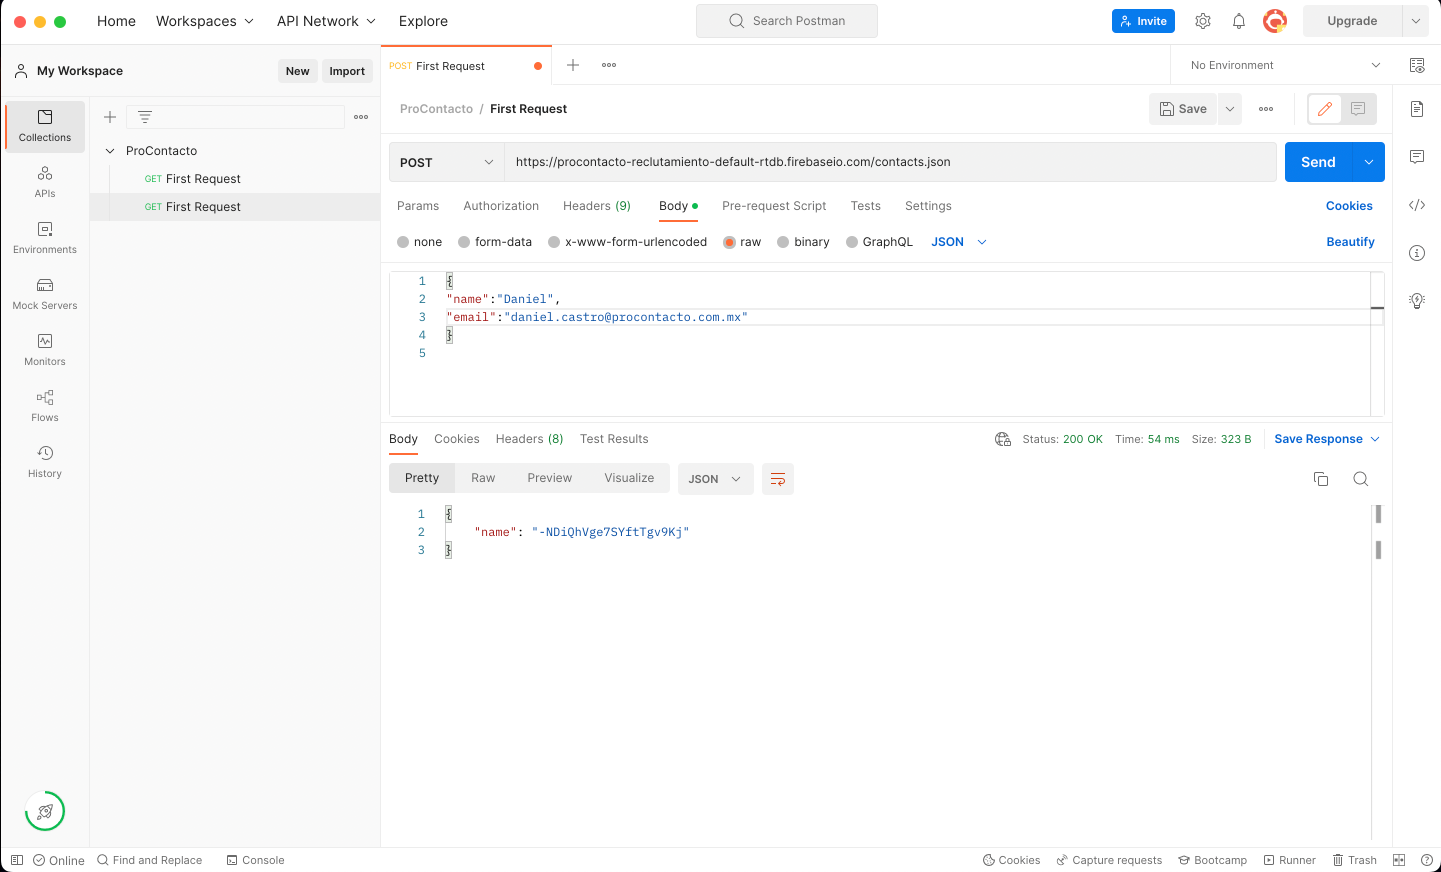 Home
Workspaces
API Network
Explore
Search Postman
Invite
Upgrade
My Workspace
New
Import
POST First Request
No Environment
Collections
APIs
Environments
Mock Servers
Monitors
Flows
History
ProContacto
GET First Request
GET First Request
ProContacto / First Request
Save
POST
https://procontacto-reclutamiento-default-rtdb.firebaseio.com/contacts.json
Send
Params
Authorization
Headers (9)
Body
Pre-request Script
Tests
Settings
Cookies
none
form-data
x-www-form-urlencoded
raw
binary
GraphQL
JSON
Beautify
1 {
2 "name":"Daniel",
3 "email":"daniel.castro@procontacto.com.mx"
4 }
5
Body
Cookies
Headers (8)
Test Results
Status: 200 OK
Time: 54 ms
Size: 323 B
Save Response
Pretty
Raw
Preview
Visualize
JSON
1 {
2 "name": "-NDiQhVge7SYftTgv9Kj"
3 }
Online
Find and Replace
Console
Cookies
Capture requests
Bootcamp
Runner
Trash